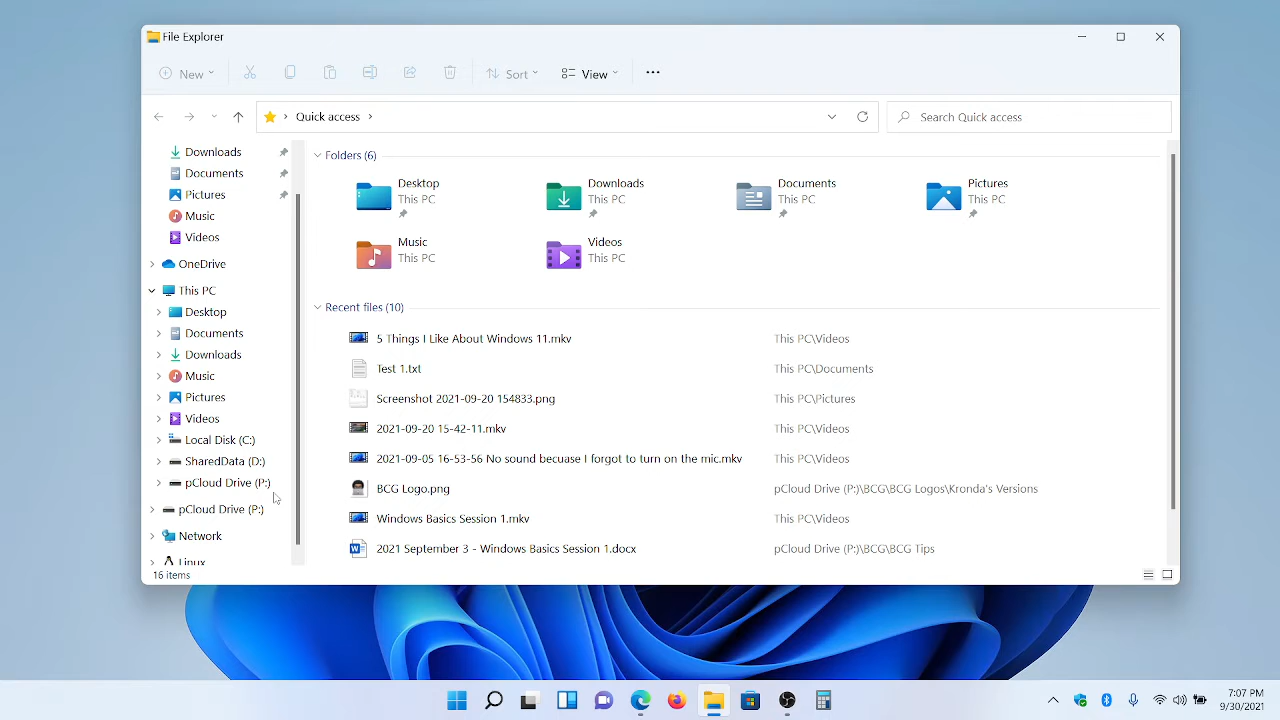 File Explorer
New
Sort
View
Quick access
Search Quick access
Downloads
Documents
Pictures
Music
Videos
OneDrive
This PC
Desktop
Documents
Downloads
Music
Pictures
Videos
Local Disk (C:)
SharedData (D:)
pCloud Drive (P:)
pCloud Drive (P:)
Network
Linux
Folders (6)
Desktop
This PC
Downloads
This PC
Documents
This PC
Pictures
This PC
Music
This PC
Videos
This PC
Recent files (10)
5 Things I Like About Windows 11.mkv This PC\Videos
Test 1.txt This PC\Documents
Screenshot 2021-09-20 154833.png This PC\Pictures
2021-09-20 15-42-11.mkv This PC\Videos
2021-09-05 16-53-56 No sound becuase I forgot to turn on the mic.mkv This PC\Videos
BCG Logo.png pCloud Drive (P:)\BCG\BCG Logos\Kronda's Versions
Windows Basics Session 1.mkv This PC\Videos
2021 September 3 - Windows Basics Session 1.docx pCloud Drive (P:)\BCG\BCG Tips
16 items
7:07 PM
9/30/2021